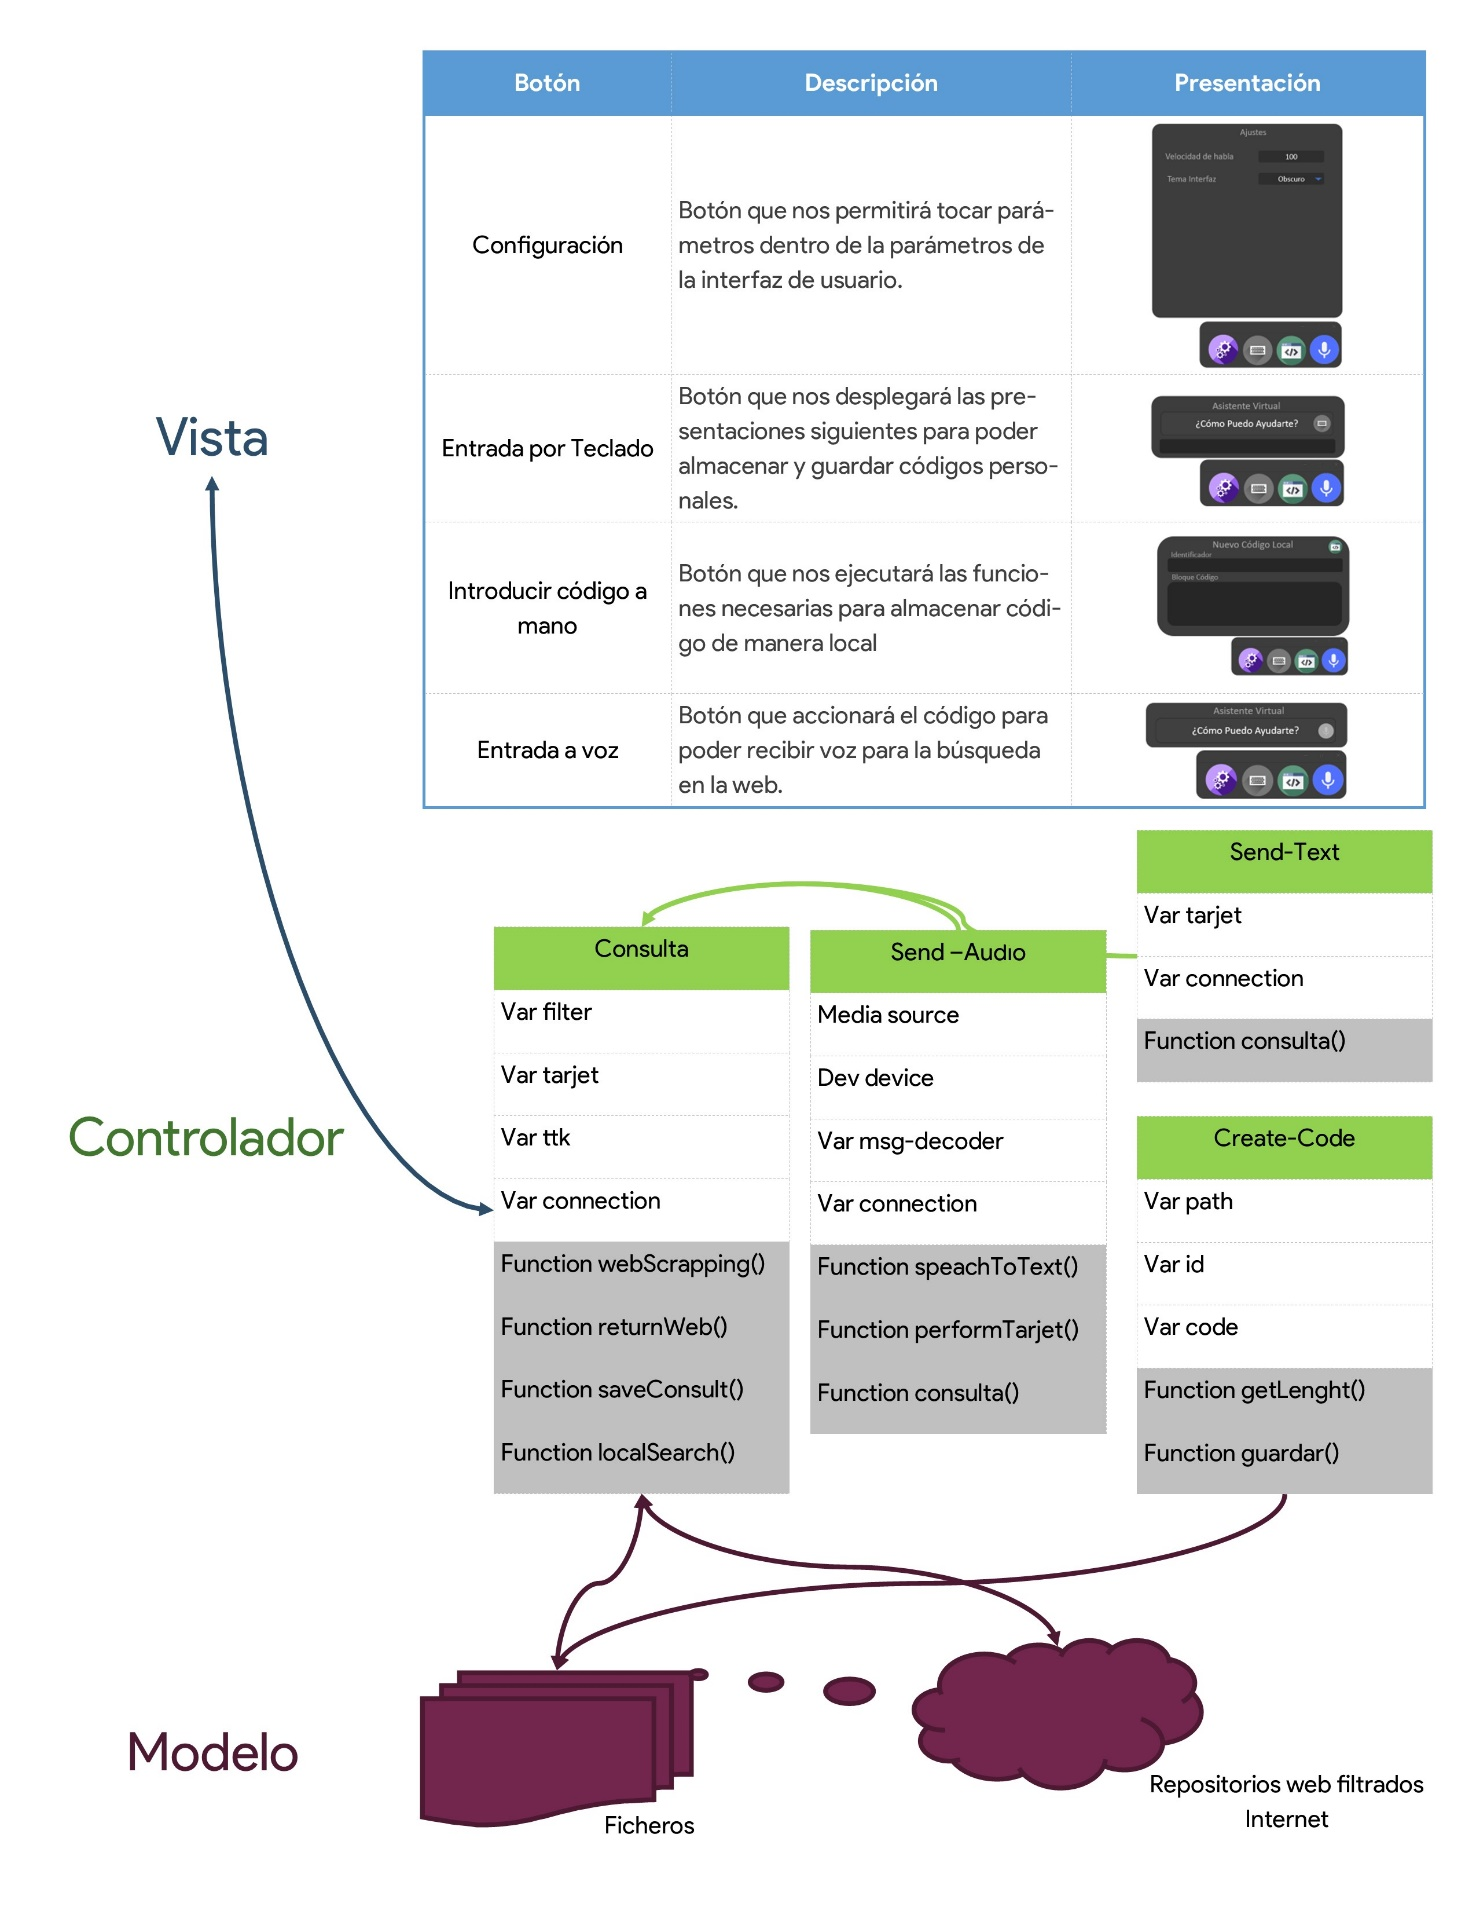 Botón
Descripción
Presentación
Configuración
Botón que nos permitirá tocar pará-
metros dentro de la parámetros de
la interfaz de usuario.
Ajustes
Velocidad de habla
100
Tema Interfaz
Obscuro
Entrada por Teclado
Botón que nos desplegará las pre-
sentaciones siguientes para poder
almacenar y guardar códigos perso-
nales.
Asistente Virtual
¿Cómo Puedo Ayudarte?
Introducir código a
mano
Botón que nos ejecutará las funcio-
nes necesarias para almacenar códi-
go de manera local
Nuevo Código Local
Identificador
Bloque Código
Entrada a voz
Botón que accionará el código para
poder recibir voz para la búsqueda
en la web.
Asistente Virtual
¿Cómo Puedo Ayudarte?
Vista
Controlador
Consulta
Var filter
Var tarjet
Var ttk
Var connection
Function webScrapping()
Function returnWeb()
Function saveConsult()
Function localSearch()
Send –Audio
Media source
Dev device
Var msg-decoder
Var connection
Function speachToText()
Function performTarjet()
Function consulta()
Send-Text
Var tarjet
Var connection
Function consulta()
Create-Code
Var path
Var id
Var code
Function getLenght()
Function guardar()
Modelo
Ficheros
Repositorios web filtrados
Internet